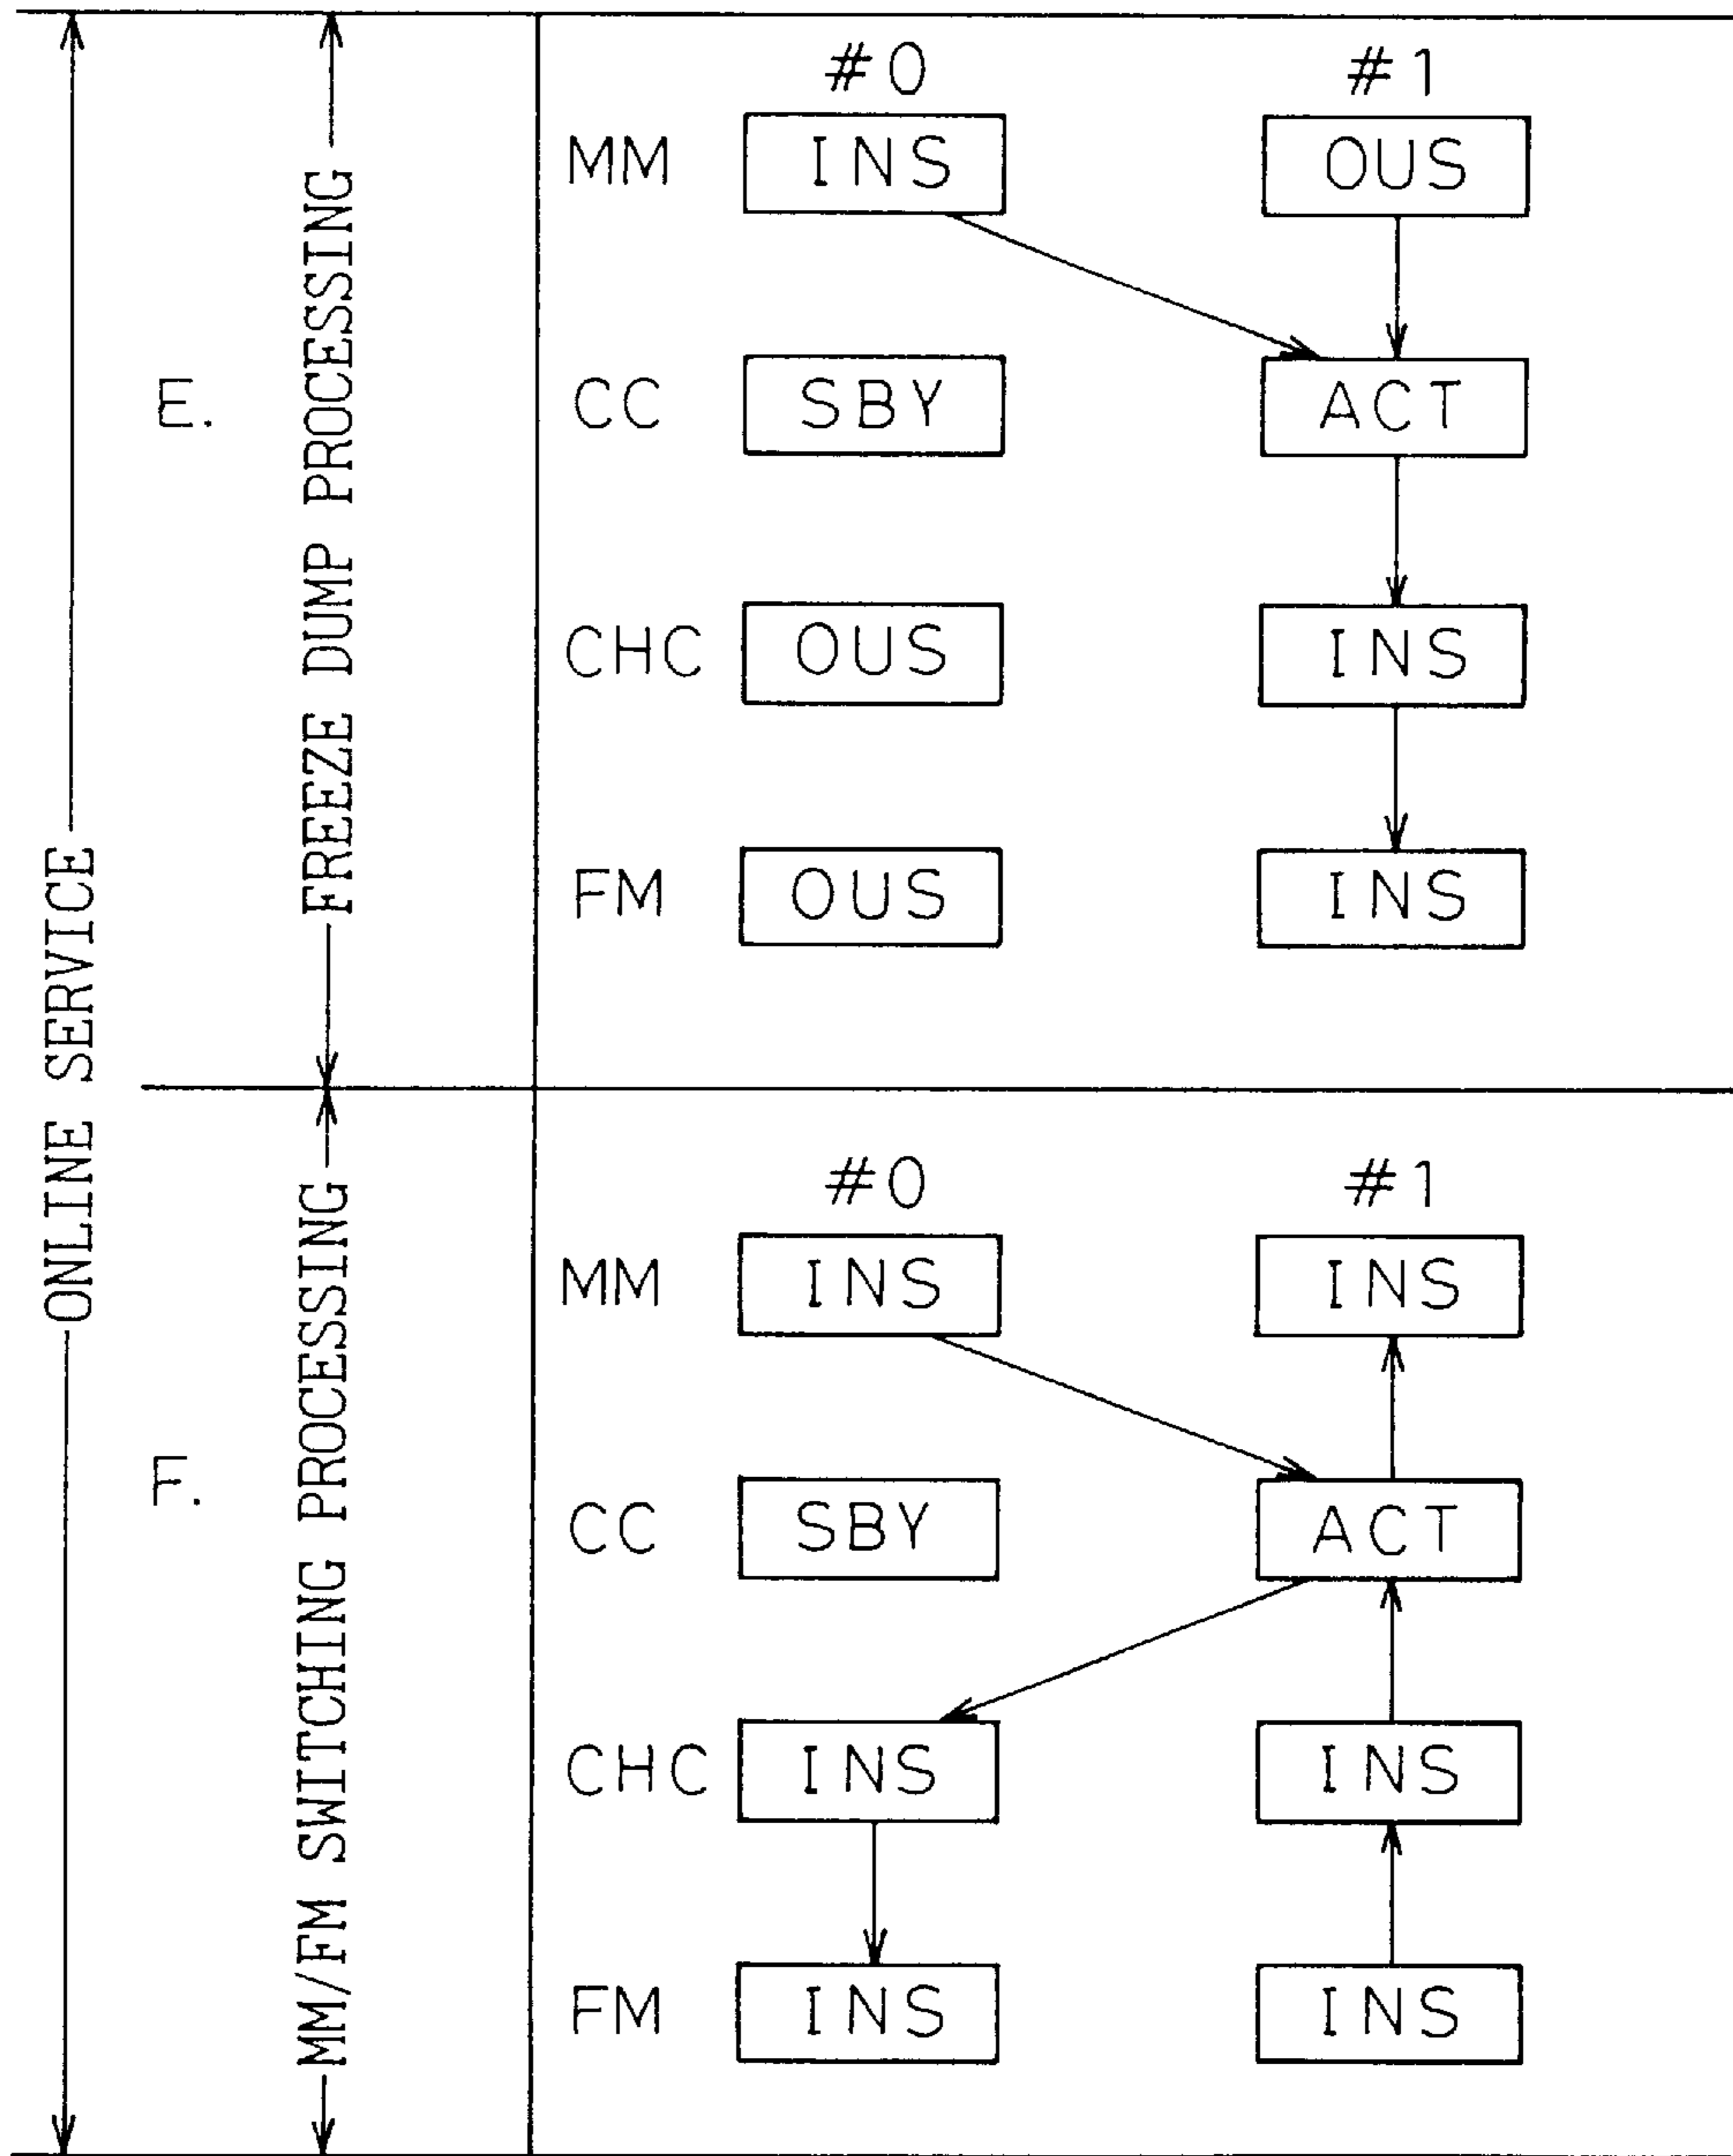 ONLINE SERVICE
E.
FREEZE DUMP PROCESSING
#0 #1
MM INS OUS
CC SBY ACT
CHC OUS INS
FM OUS INS
F.
MM/FM SWITCHING PROCESSING
#0 #1
MM INS INS
CC SBY ACT
CHC INS INS
FM INS INS